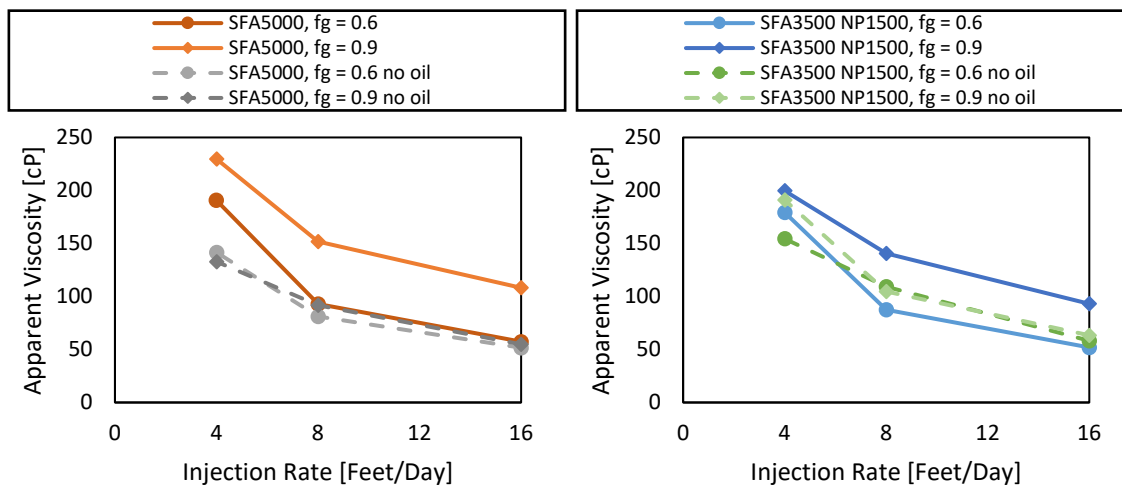 SFA5000, fg = 0.6
SFA5000, fg = 0.9
SFA5000, fg = 0.6 no oil
SFA5000, fg = 0.9 no oil
250
200
150
100
50
0
0
4
8
12
16
Apparent Viscosity [cP]
Injection Rate [Feet/Day]
SFA3500 NP1500, fg = 0.6
SFA3500 NP1500, fg = 0.9
SFA3500 NP1500, fg = 0.6 no oil
SFA3500 NP1500, fg = 0.9 no oil
250
200
150
100
50
0
0
4
8
12
16
Apparent Viscosity [cP]
Injection Rate [Feet/Day]